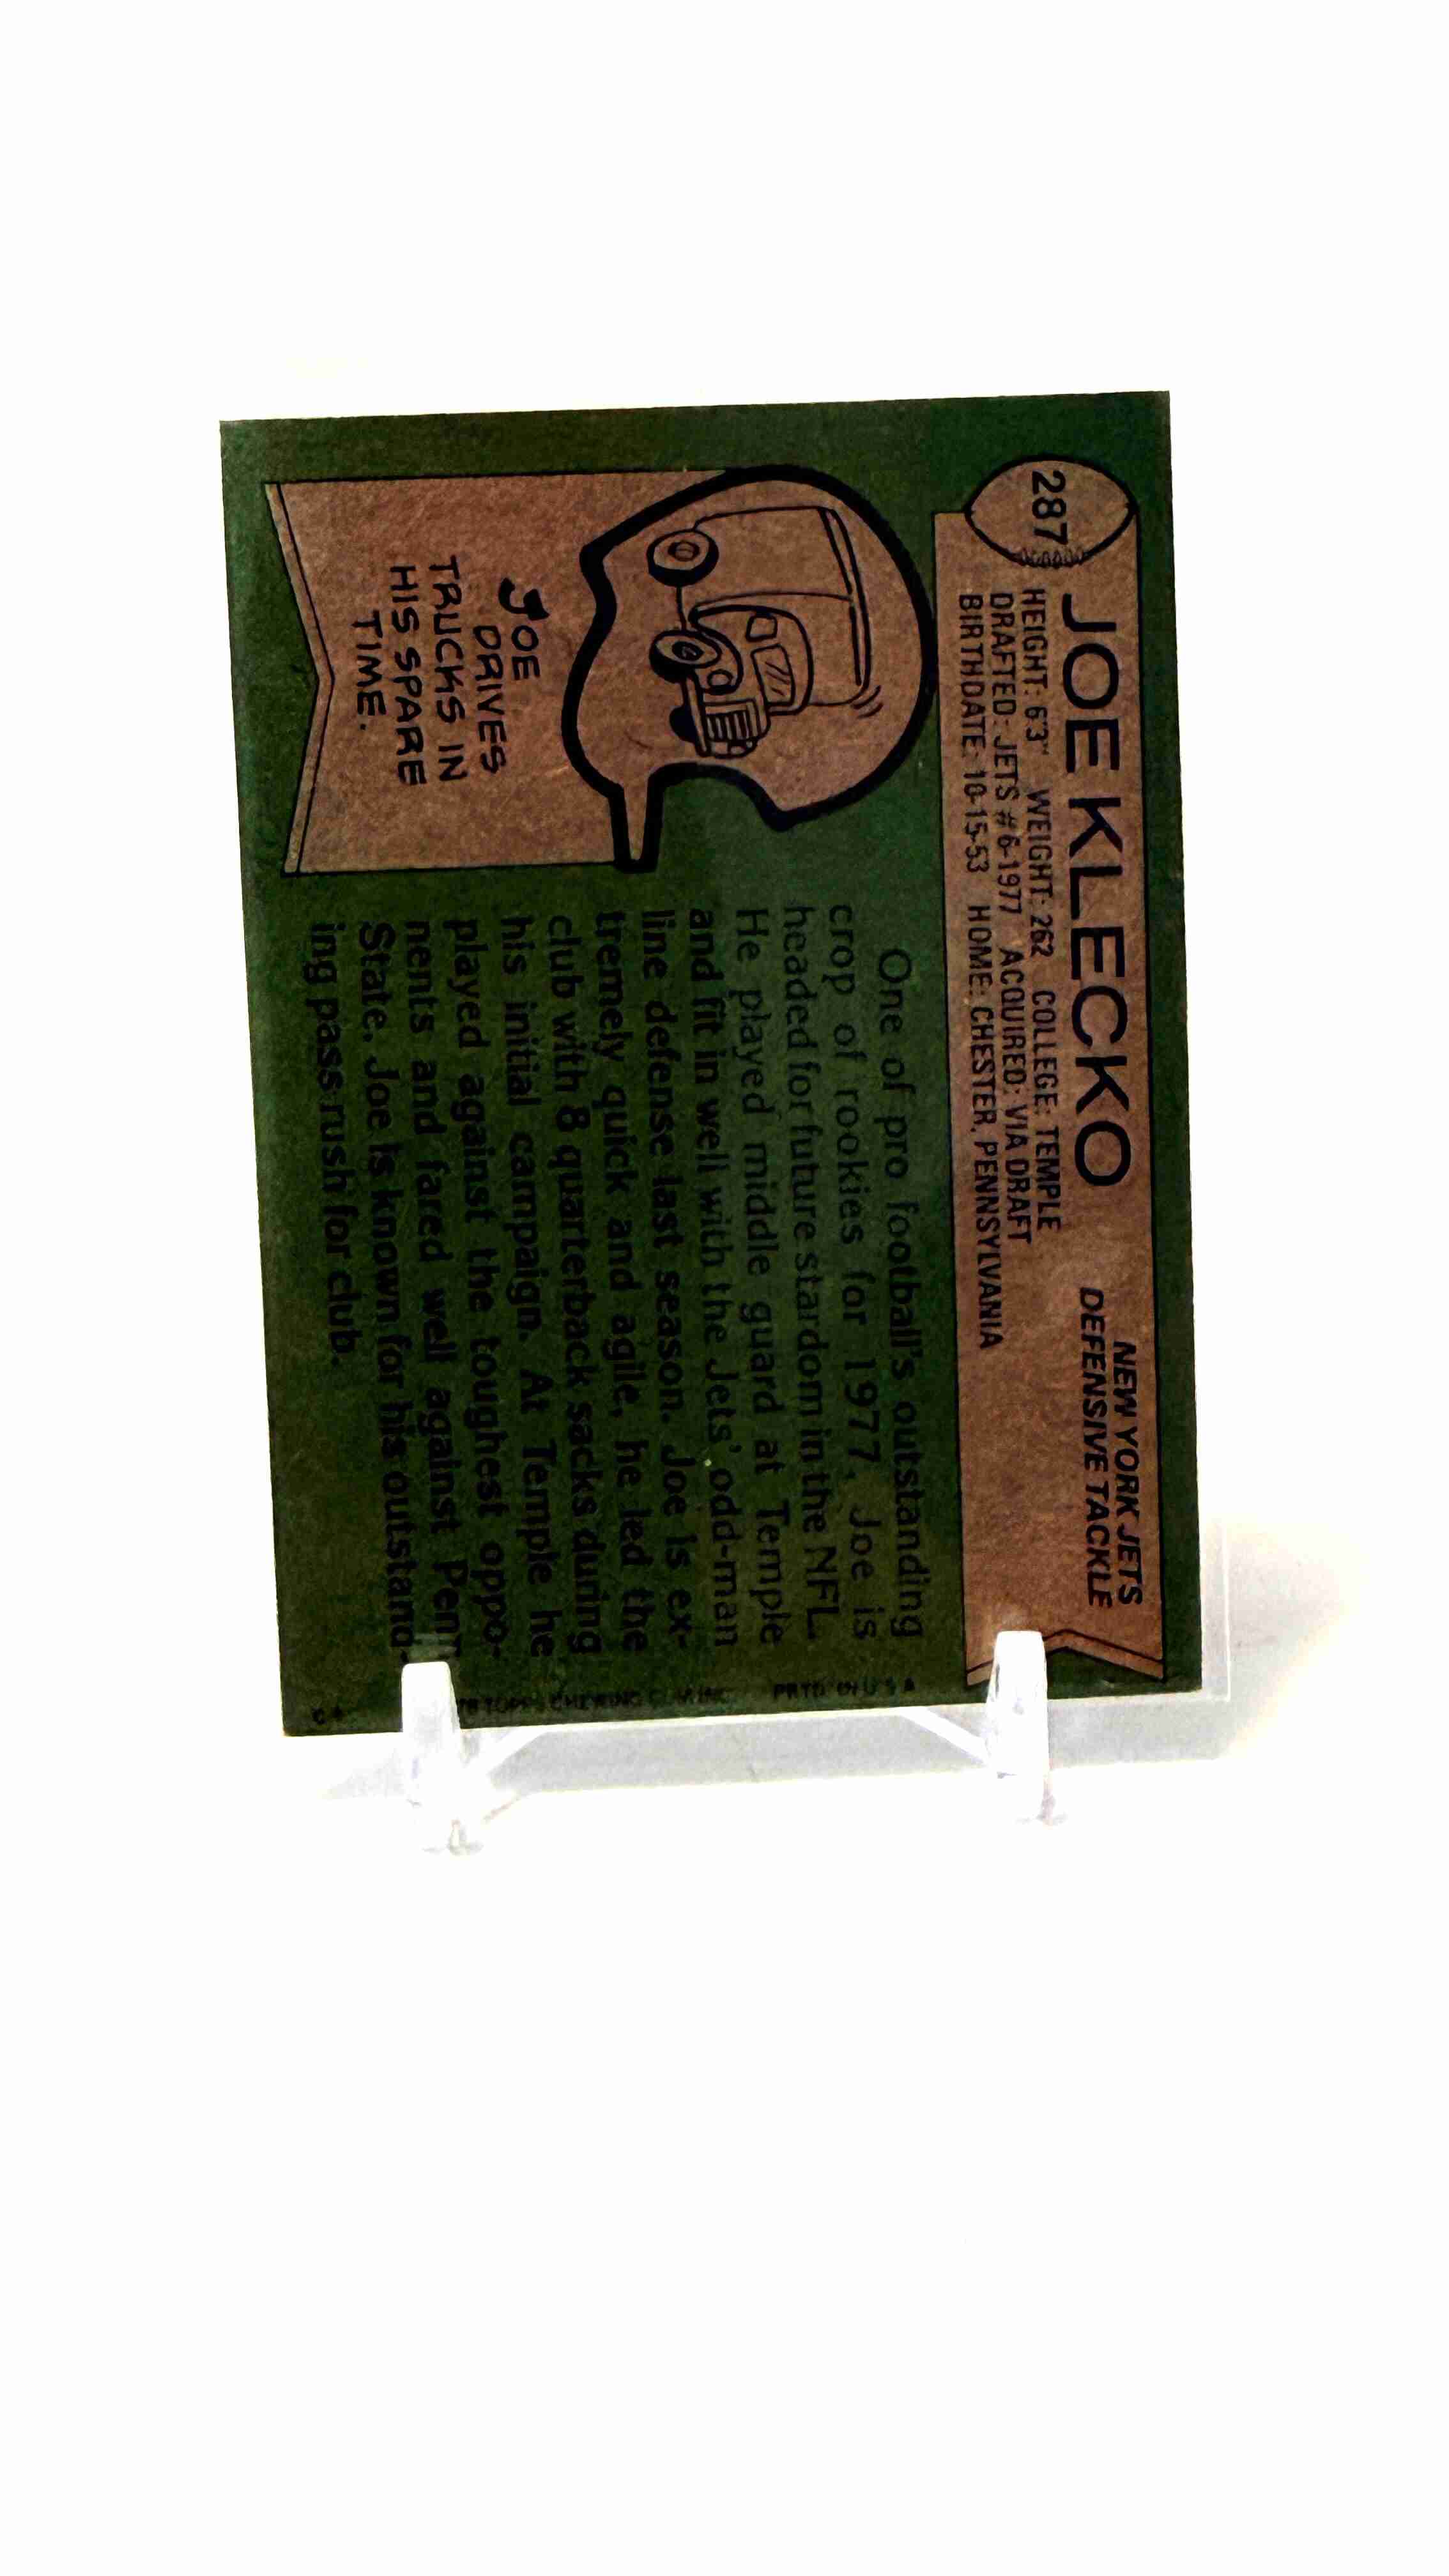 287
JOE KLECKO
NEW YORK JETS
DEFENSIVE TACKLE
HEIGHT: 6'3" WEIGHT: 262 COLLEGE: TEMPLE
DRAFTED: JETS #6-1977 ACQUIRED: VIA DRAFT
BIRTHDATE: 10-15-53 HOME: CHESTER, PENNSYLVANIA
JOE
DRIVES
TRUCKS IN
HIS SPARE
TIME.
One of pro football's outstanding
crop of rookies for 1977, Joe is
headed for future stardom in the NFL.
He played middle guard at Temple
and fit in well with the Jets' odd-man
line defense last season. Joe is ex-
tremely quick and agile, he led the
club with 8 quarterback sacks during
his initial campaign. At Temple he
played against the toughest oppo-
nents and fared well against Penn
State. Joe is known for his outstand-
ing pass rush for club.
TOPPS CHEWING GUM INC. PRTD. IN U.S.A.